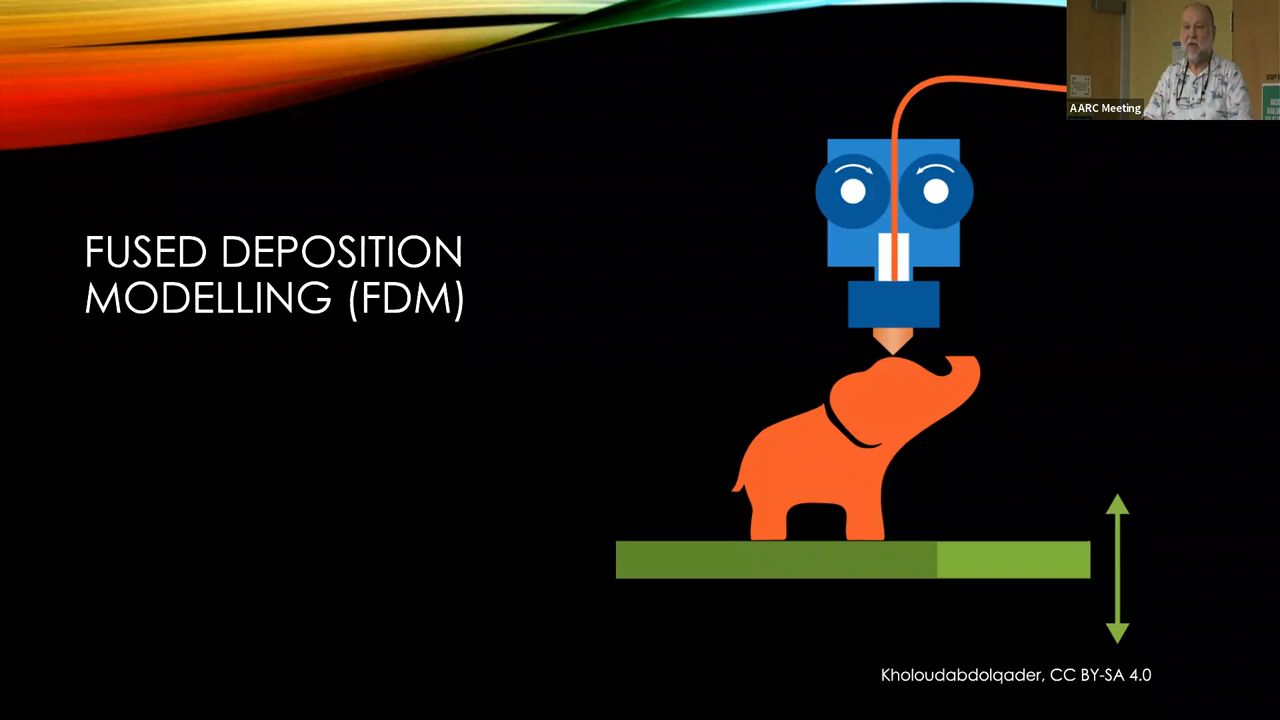 FUSED DEPOSITION
MODELLING (FDM)
AARC Meeting
Kholoudabdolqader, CC BY-SA 4.0